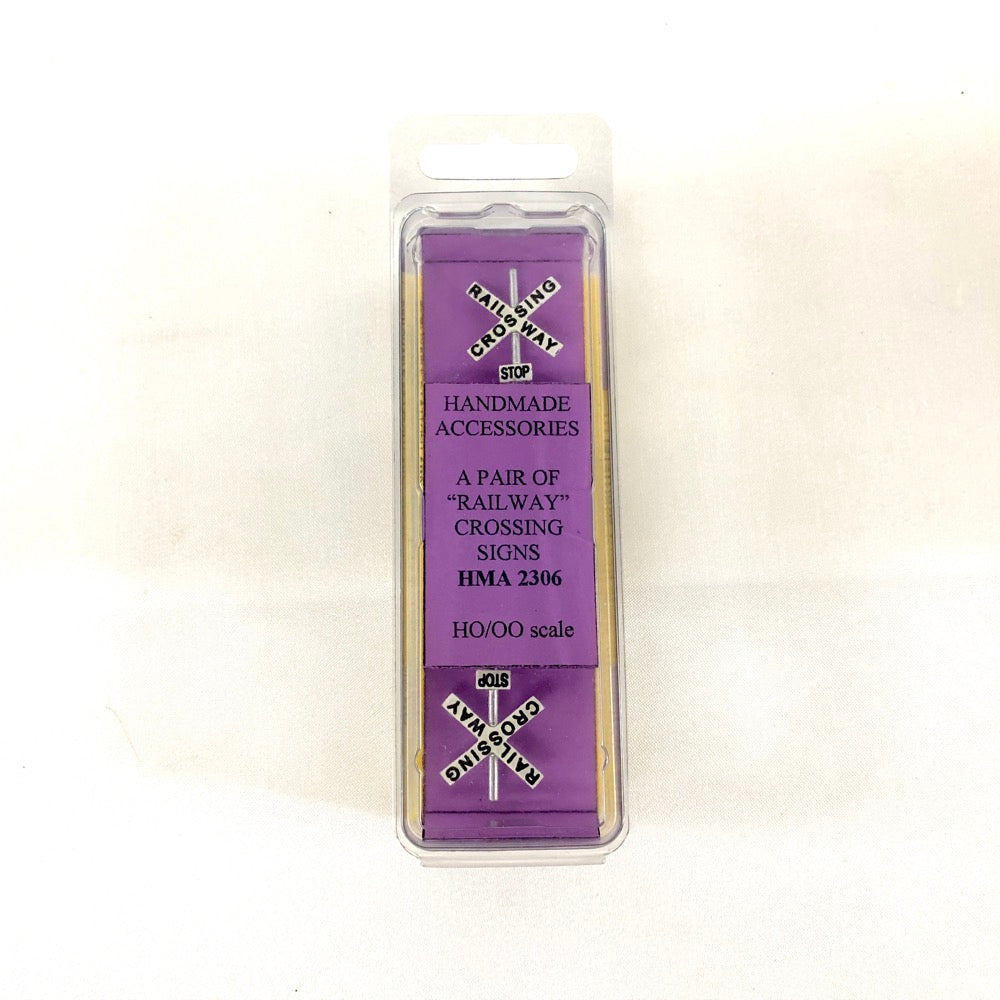 RAILWAY
CROSSING
STOP
HANDMADE
ACCESSORIES
A PAIR OF
“RAILWAY”
CROSSING
SIGNS
HMA 2306
HO/OO scale
STOP
RAILWAY
CROSSING